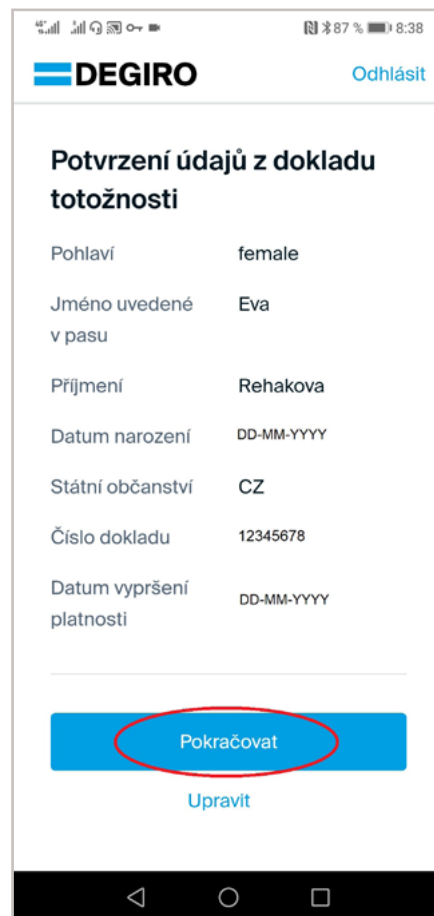 87 % 8:38
DEGIRO
Odhlásit
Potvrzení údajů z dokladu
totožnosti
Pohlaví female
Jméno uvedené Eva
v pasu
Příjmení Rehakova
Datum narození DD-MM-YYYY
Státní občanství CZ
Číslo dokladu 12345678
Datum vypršení DD-MM-YYYY
platnosti
Pokračovat
Upravit